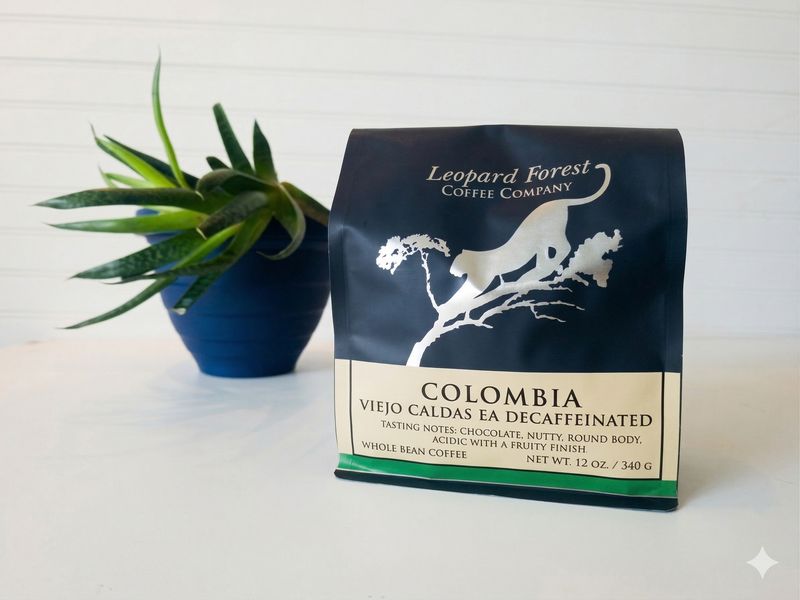 Leopard Forest
COFFEE COMPANY
COLOMBIA
VIEJO CALDAS EA DECAFFEINATED
TASTING NOTES: CHOCOLATE, NUTTY, ROUND BODY,
ACIDIC WITH A FRUITY FINISH
WHOLE BEAN COFFEE
NET WT. 12 OZ. / 340 G